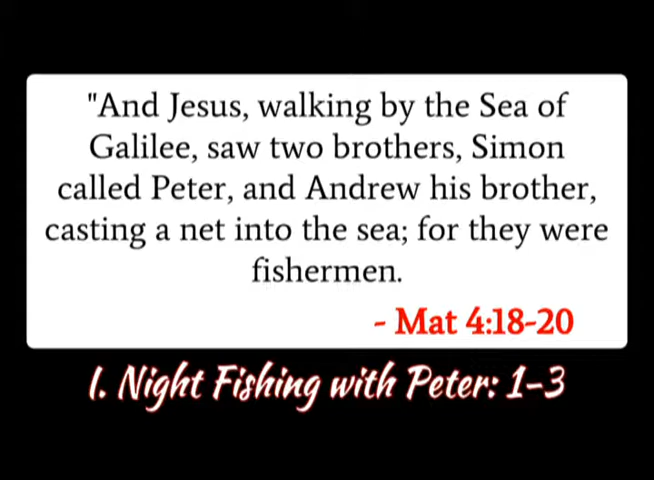 "And Jesus, walking by the Sea of
Galilee, saw two brothers, Simon
called Peter, and Andrew his brother,
casting a net into the sea; for they were
fishermen.
- Mat 4:18-20
I. Night Fishing with Peter: 1-3